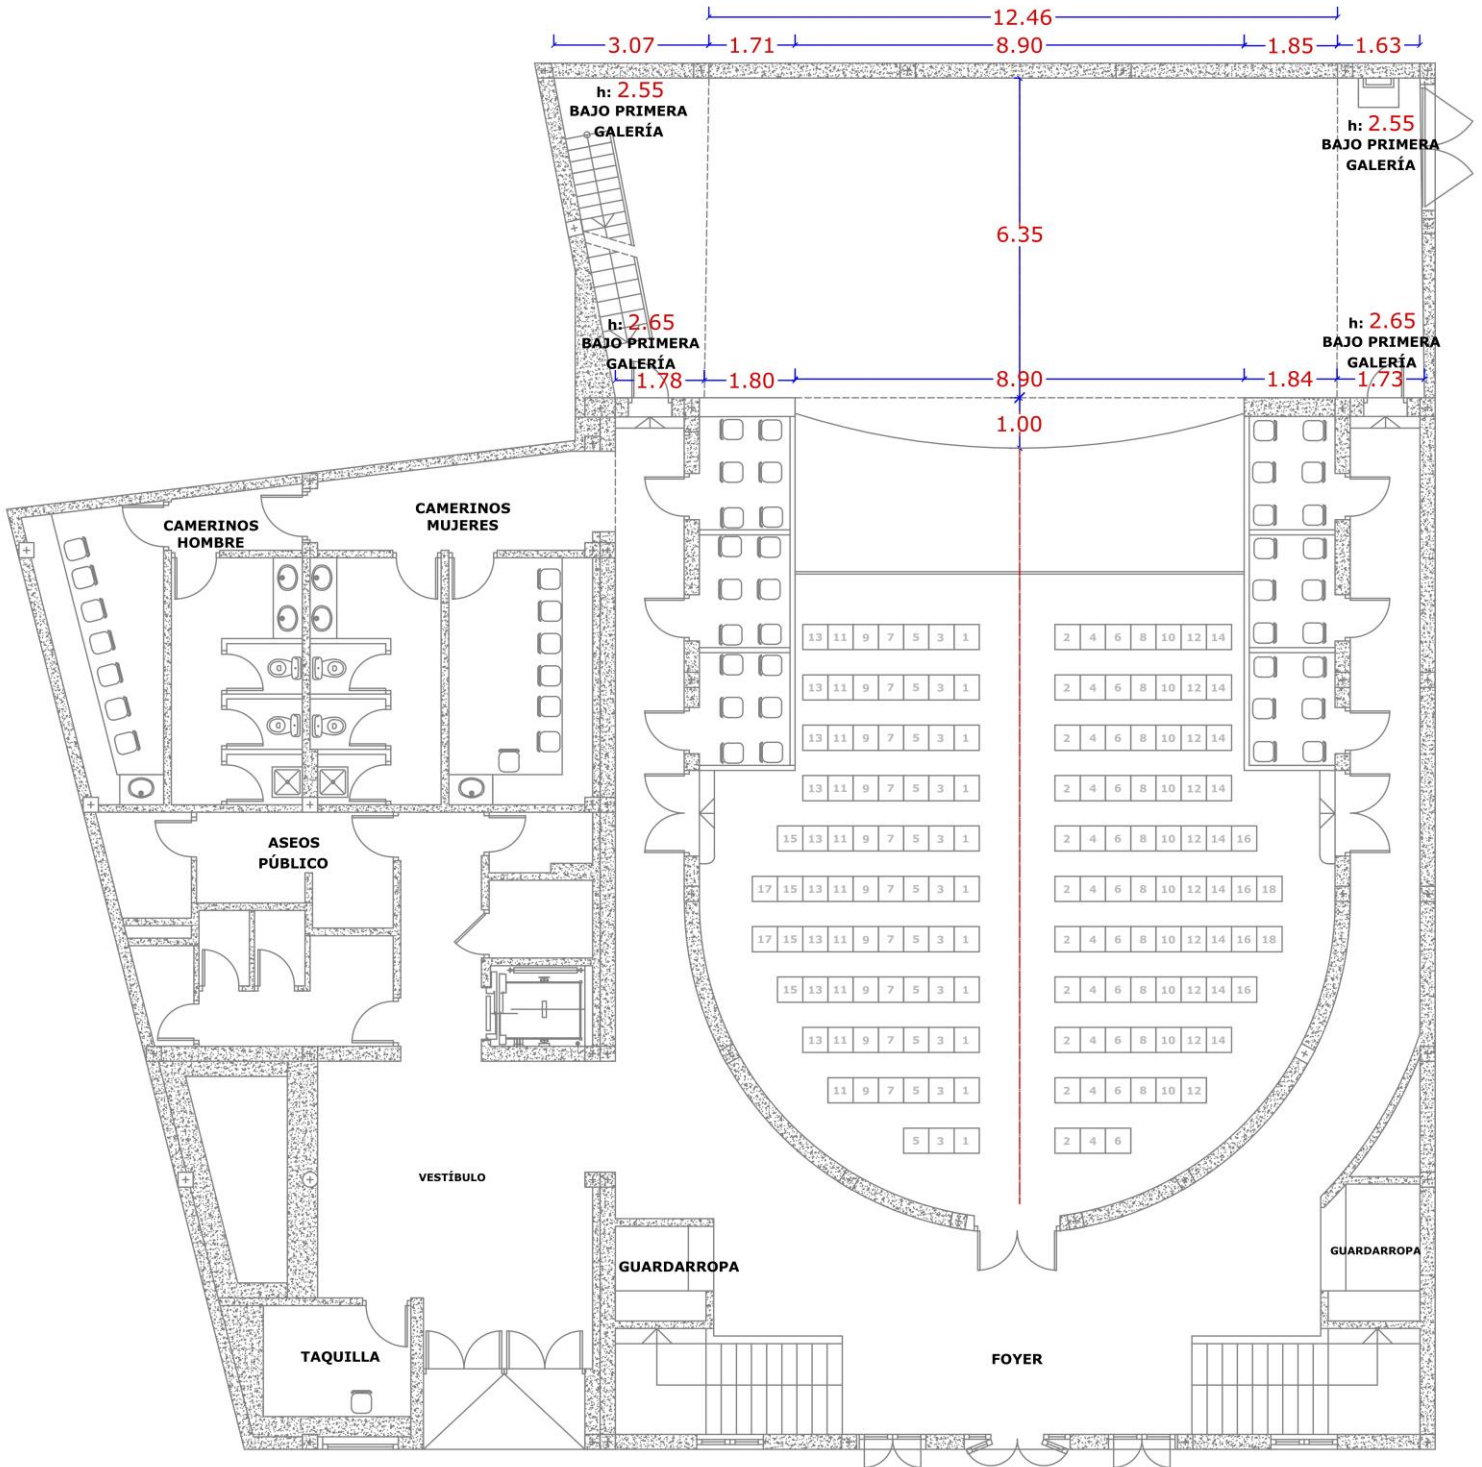 12.46
3.07 1.71 8.90 1.85 1.63
h: 2.55
BAJO PRIMERA
GALERÍA
h: 2.55
BAJO PRIMERA
GALERÍA
6.35
h: 2.65
BAJO PRIMERA
GALERÍA
h: 2.65
BAJO PRIMERA
GALERÍA
1.78 1.80 8.90 1.84 1.73
1.00
CAMERINOS
HOMBRE
CAMERINOS
MUJERES
13 11 9 7 5 3 1 2 4 6 8 10 12 14
13 11 9 7 5 3 1 2 4 6 8 10 12 14
13 11 9 7 5 3 1 2 4 6 8 10 12 14
13 11 9 7 5 3 1 2 4 6 8 10 12 14
15 13 11 9 7 5 3 1 2 4 6 8 10 12 14 16
17 15 13 11 9 7 5 3 1 2 4 6 8 10 12 14 16 18
17 15 13 11 9 7 5 3 1 2 4 6 8 10 12 14 16 18
15 13 11 9 7 5 3 1 2 4 6 8 10 12 14 16
13 11 9 7 5 3 1 2 4 6 8 10 12 14
11 9 7 5 3 1 2 4 6 8 10 12
5 3 1 2 4 6
ASEOS
PÚBLICO
VESTÍBULO
GUARDARROPA
GUARDARROPA
TAQUILLA
FOYER